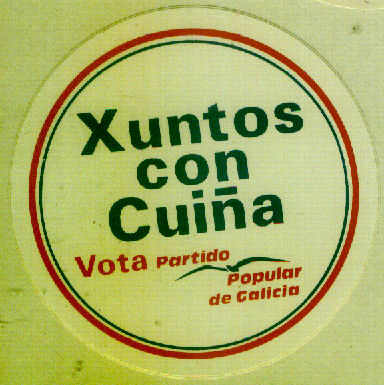 Xuntos
con
Cuiña
Vota Partido
Popular
de Galicia